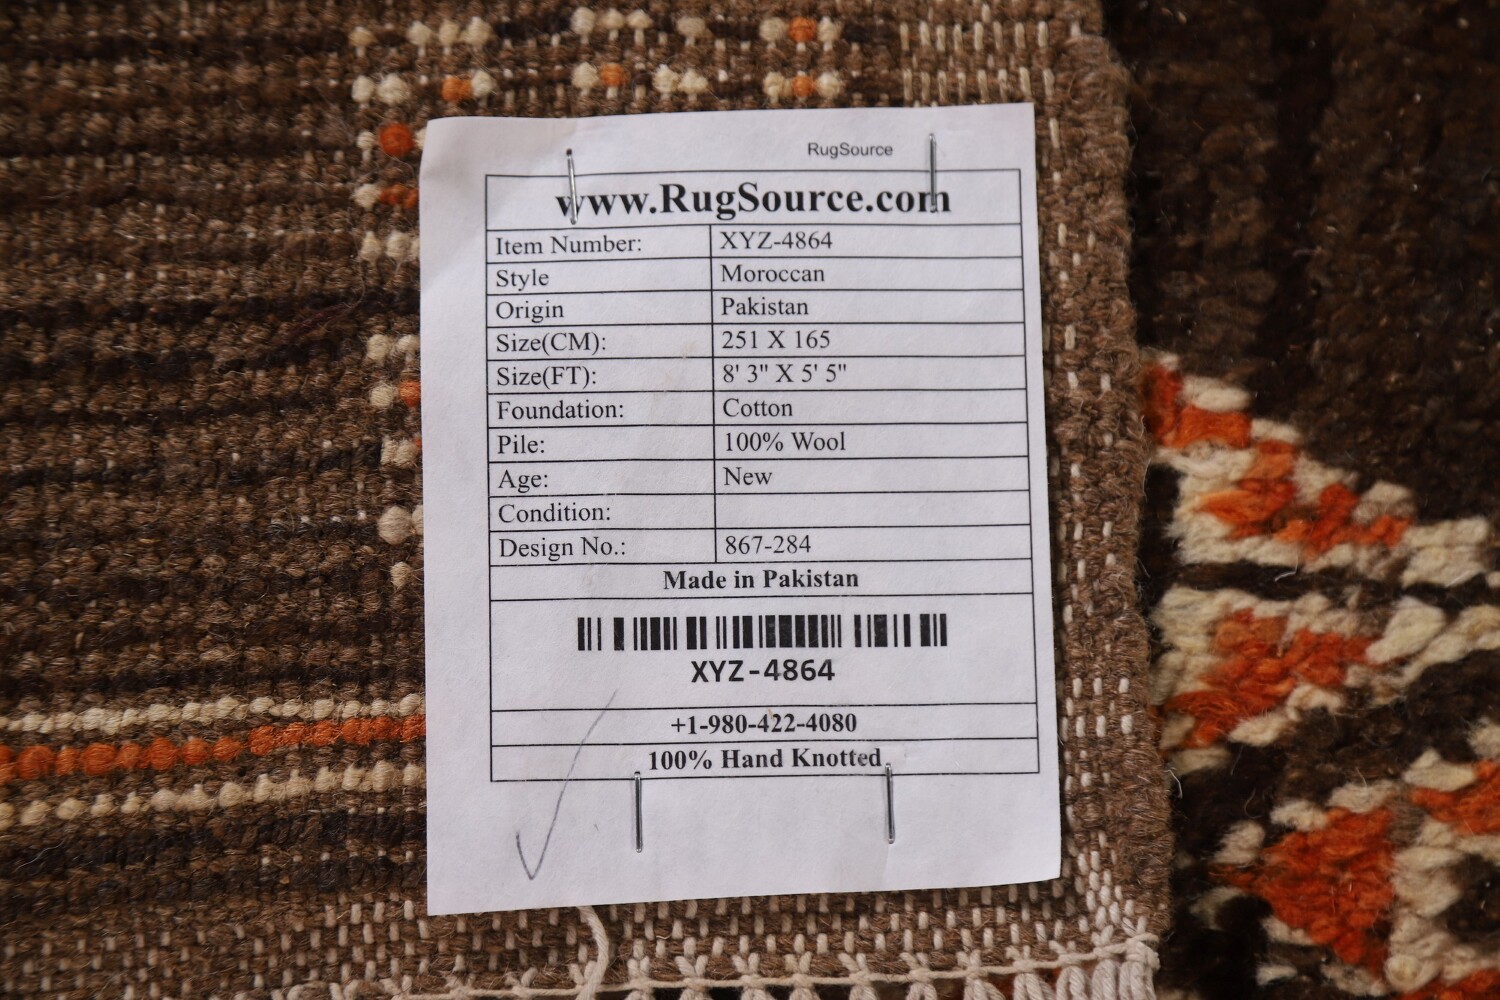 RugSource
www.RugSource.com
Item Number: XYZ-4864
Style Moroccan
Origin Pakistan
Size(CM): 251 X 165
Size(FT): 8' 3" X 5' 5"
Foundation: Cotton
Pile: 100% Wool
Age: New
Condition:
Design No.: 867-284
Made in Pakistan
XYZ-4864
+1-980-422-4080
100% Hand Knotted